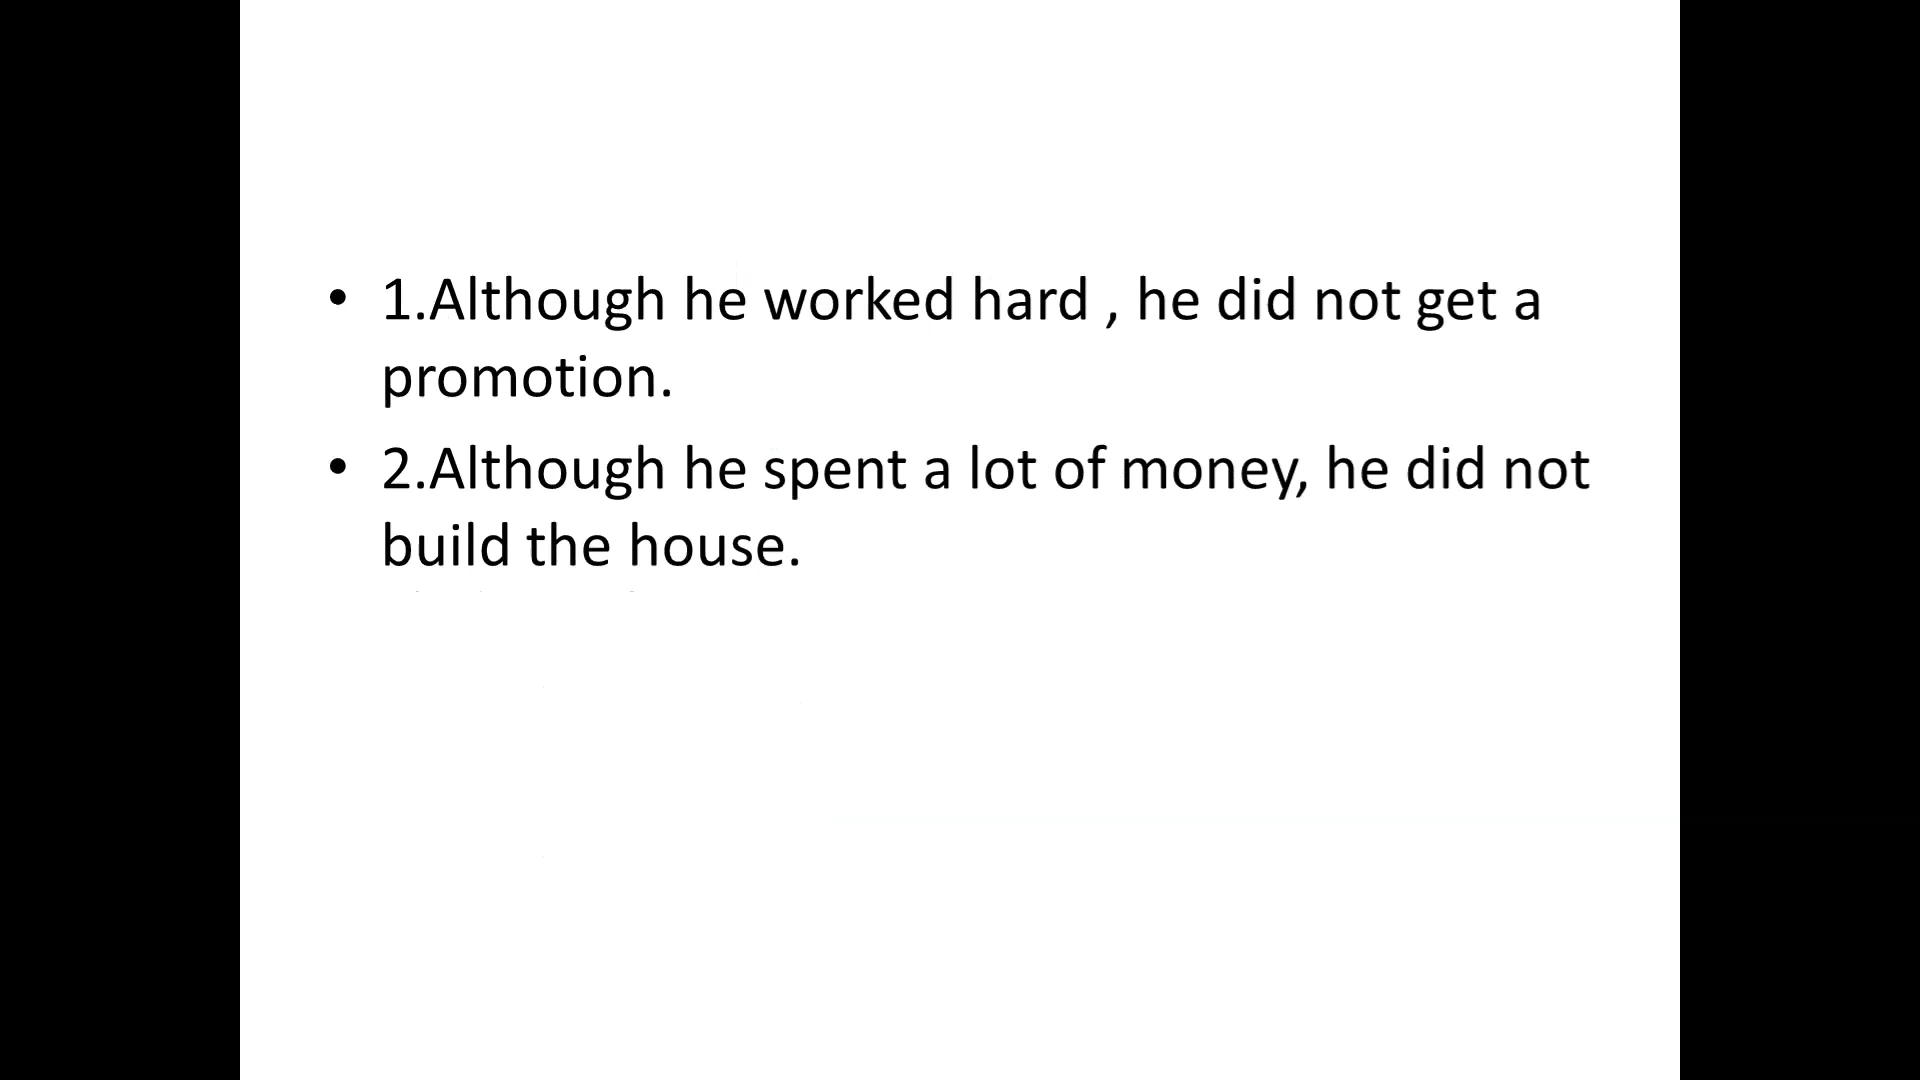 • 1.Although he worked hard , he did not get a
promotion.
• 2.Although he spent a lot of money, he did not
build the house.